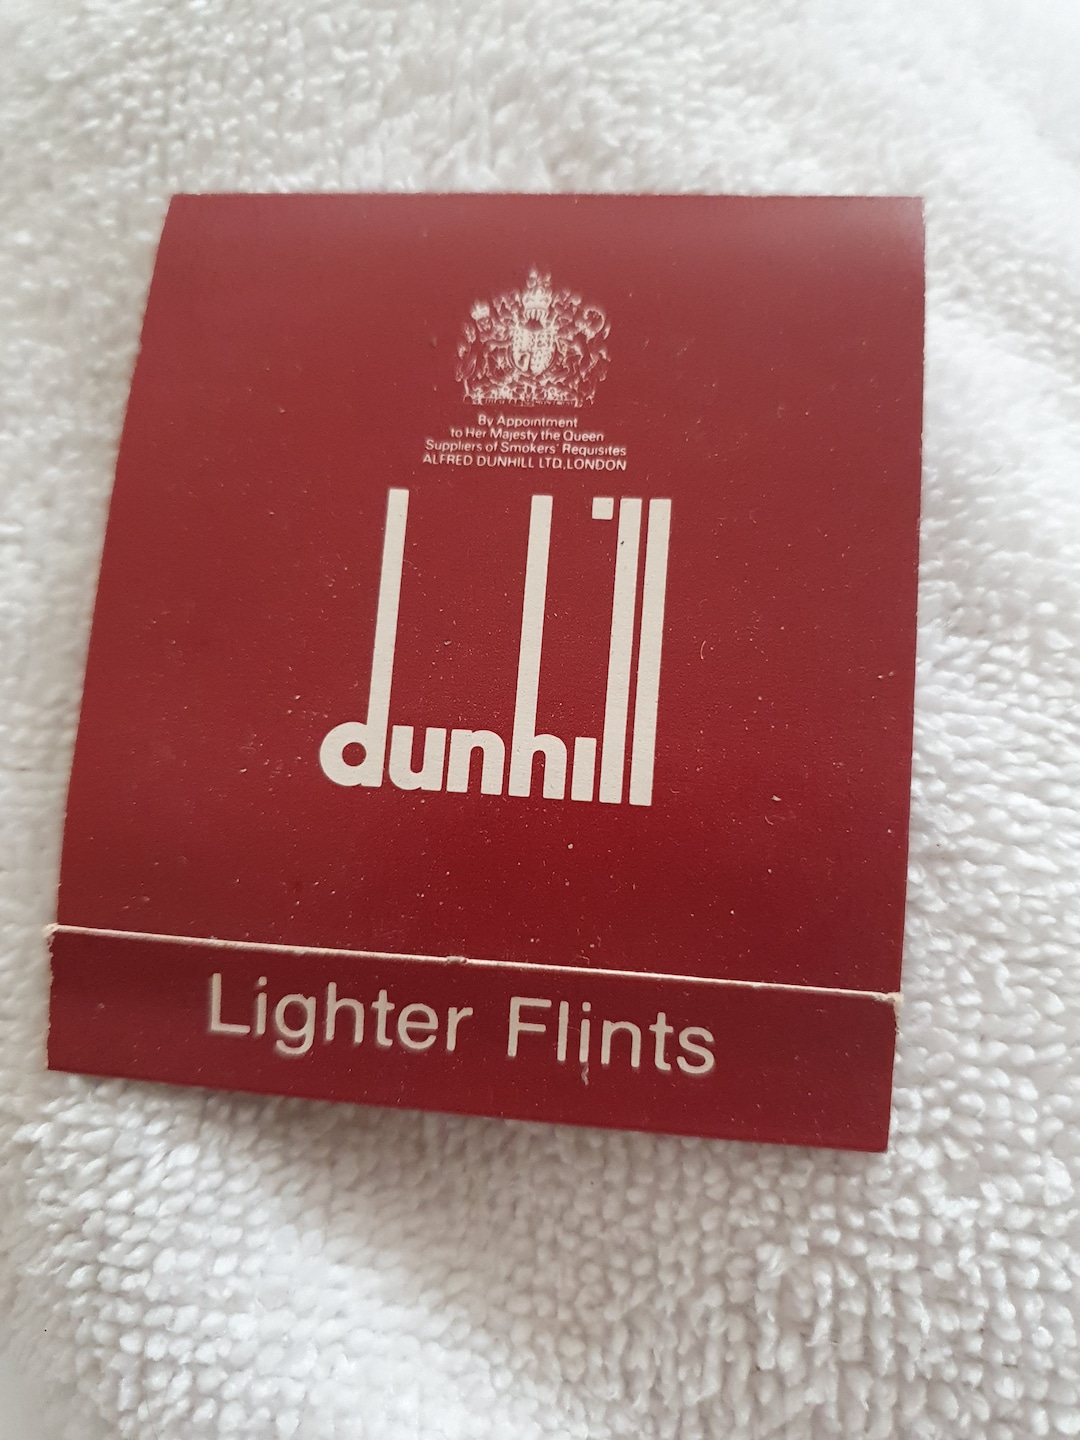 By Appointment
to Her Majesty the Queen
Suppliers of Smokers' Requisites
ALFRED DUNHILL LTD. LONDON
dunhill
Lighter Flints